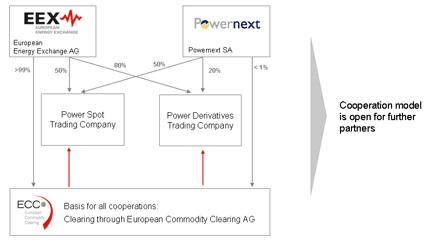 EEX
EUROPEAN
ENERGY EXCHANGE
European
Energy Exchange AG
Powernext
Powernext SA
>99%
50%
80%
50%
20%
< 1%
Power Spot
Trading Company
Power Derivatives
Trading Company
Cooperation model
is open for further
partners
ECC
European
Commodity
Clearing
Basis for all cooperations:
Clearing through European Commodity Clearing AG